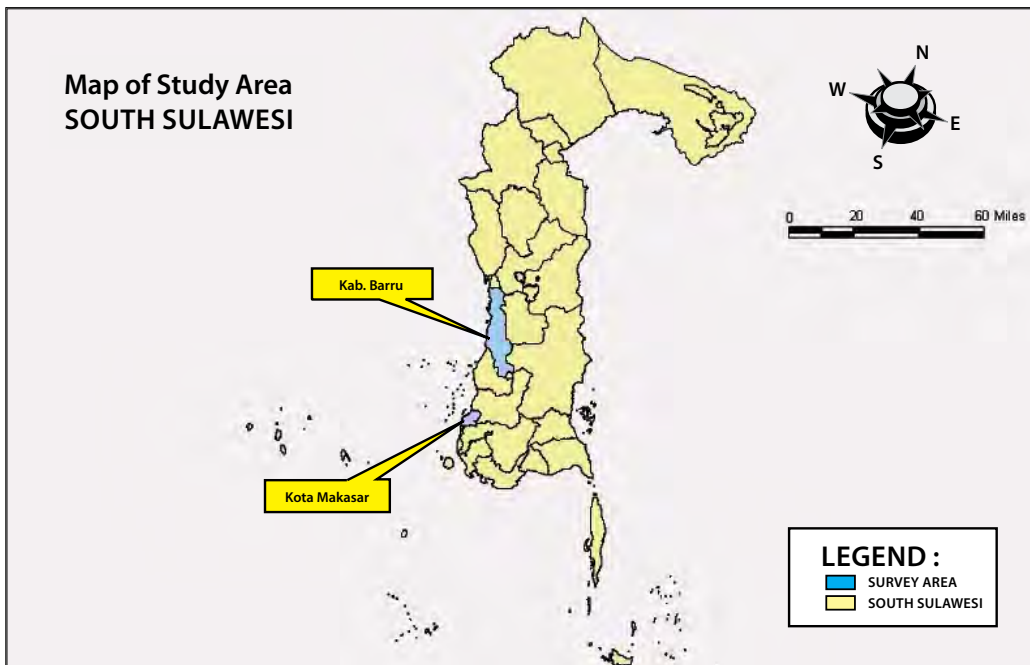 Map of Study Area
SOUTH SULAWESI
N
W
E
S
0 20 40 60 Miles
Kab. Barru
Kota Makasar
LEGEND :
SURVEY AREA
SOUTH SULAWESI